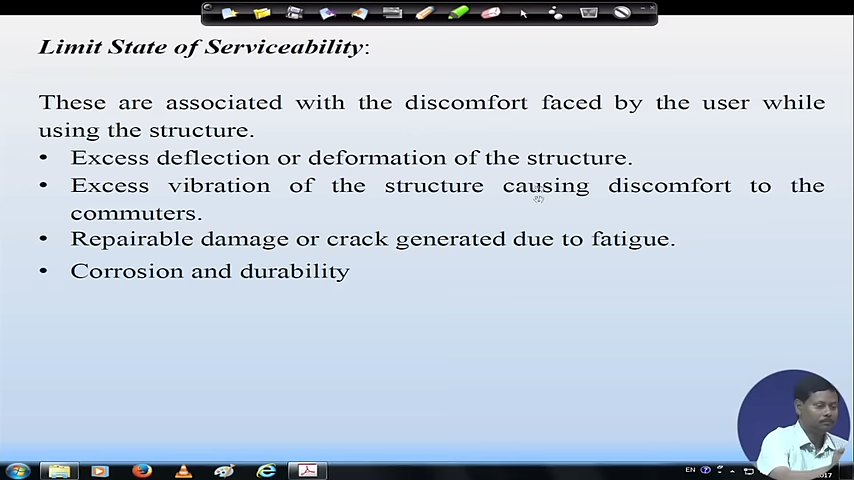 Limit State of Serviceability:
These are associated with the discomfort faced by the user while
using the structure.
• Excess deflection or deformation of the structure.
• Excess vibration of the structure causing discomfort to the
commuters.
• Repairable damage or crack generated due to fatigue.
• Corrosion and durability
EN
2017